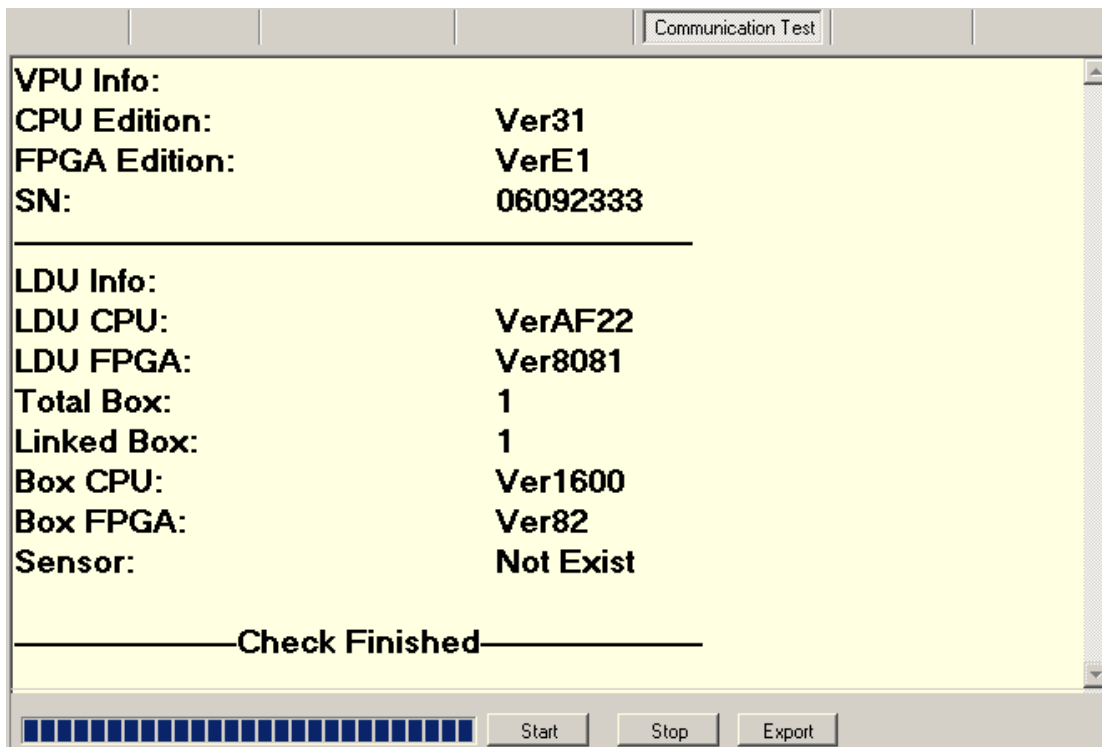 Communication Test
VPU Info:
CPU Edition: Ver31
FPGA Edition: VerE1
SN: 06092333
LDU Info:
LDU CPU: VerAF22
LDU FPGA: Ver8081
Total Box: 1
Linked Box: 1
Box CPU: Ver1600
Box FPGA: Ver82
Sensor: Not Exist
Check Finished
Start Stop Export